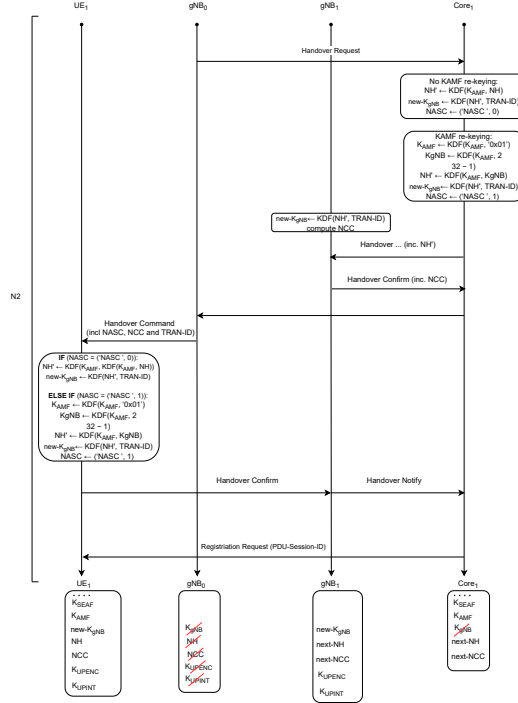 UE1
gNB0
gNB1
Core1
N2
Handover Request
No KAMF re-keying:
NH' ← KDF(KAMF, NH)
new-KgNB ← KDF(NH', TRAN-ID)
NASC ← ('NASC ', 0)
KAMF re-keying:
KAMF ← KDF(KAMF, '0x01')
KgNB ← KDF(KAMF, 2
32 − 1)
NH' ← KDF(KAMF, KgNB)
new-KgNB← KDF(NH', TRAN-ID)
NASC ← ('NASC ', 1)
new-KgNB← KDF(NH', TRAN-ID)
compute NCC
Handover ... (inc. NH')
Handover Confirm (inc. NCC)
Handover Command
(incl NASC, NCC and TRAN-ID)
IF (NASC = ('NASC ', 0)):
NH' ← KDF(KAMF, KDF(KAMF, NH))
new-KgNB ← KDF(NH', TRAN-ID)
ELSE IF (NASC = ('NASC ', 1)):
KAMF ← KDF(KAMF, '0x01')
KgNB ← KDF(KAMF, 2
32 − 1)
NH' ← KDF(KAMF, KgNB)
new-KgNB← KDF(NH', TRAN-ID)
NASC ← ('NASC ', 1)
Handover Confirm
Handover Notify
Registriation Request (PDU-Session-ID)
UE1
gNB0
gNB1
Core1
....
KSEAF
KAMF
new-KgNB
NH
NCC
KUPENC
KUPINT
KgNB
NH
NCC
KUPENC
KUPINT
new-KgNB
next-NH
next-NCC
KUPENC
KUPINT
....
KSEAF
KAMF
KgNB
next-NH
next-NCC